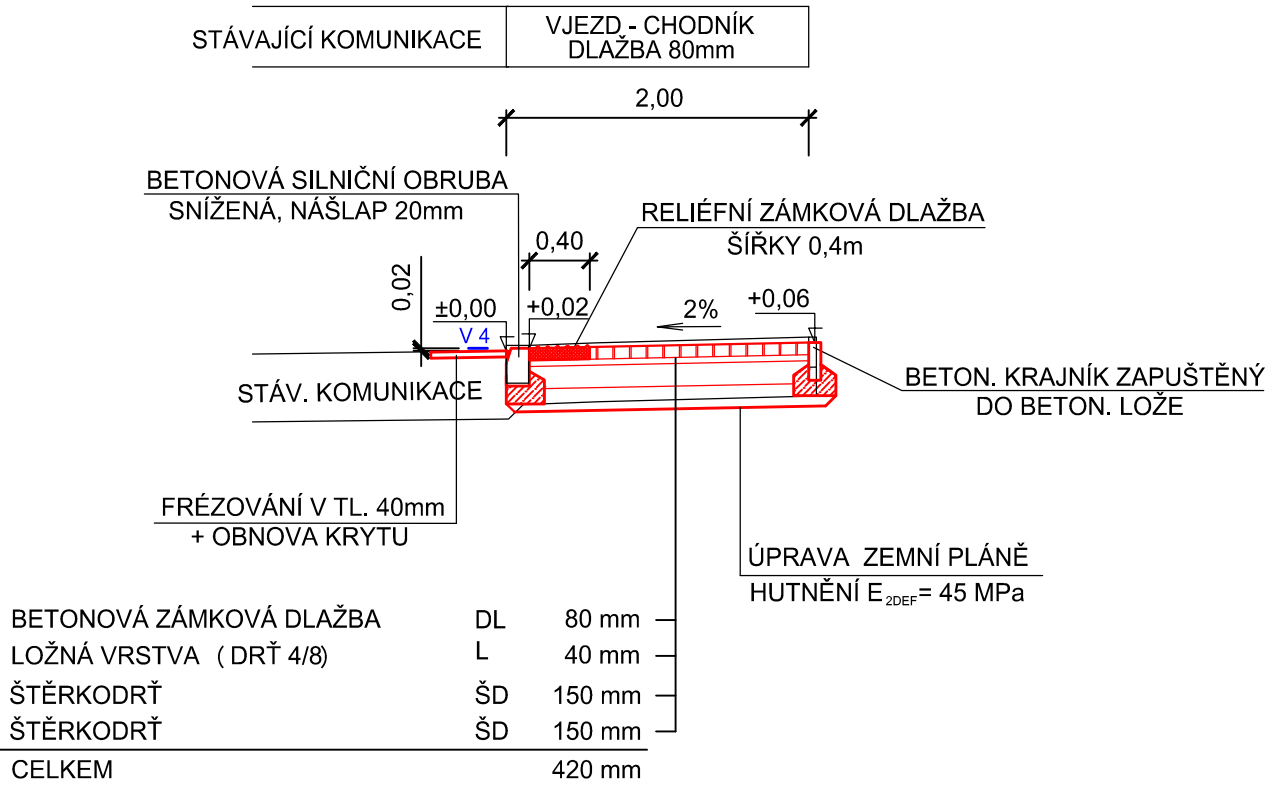 STÁVAJÍCÍ KOMUNIKACE
VJEZD - CHODNÍK
DLAŽBA 80mm
2,00
BETONOVÁ SILNIČNÍ OBRUBA
SNÍŽENÁ, NÁŠLAP 20mm
RELIÉFNÍ ZÁMKOVÁ DLAŽBA
ŠÍŘKY 0,4m
0,40
0,02
±0,00
+0,02
2%
+0,06
V 4
STÁV. KOMUNIKACE
BETON. KRAJNÍK ZAPUŠTĚNÝ
DO BETON. LOŽE
FRÉZOVÁNÍ V TL. 40mm
+ OBNOVA KRYTU
ÚPRAVA ZEMNÍ PLÁNĚ
HUTNĚNÍ E2DEF= 45 MPa
BETONOVÁ ZÁMKOVÁ DLAŽBA DL 80 mm
LOŽNÁ VRSTVA ( DRŤ 4/8) L 40 mm
ŠTĚRKODRŤ ŠD 150 mm
ŠTĚRKODRŤ ŠD 150 mm
CELKEM 420 mm